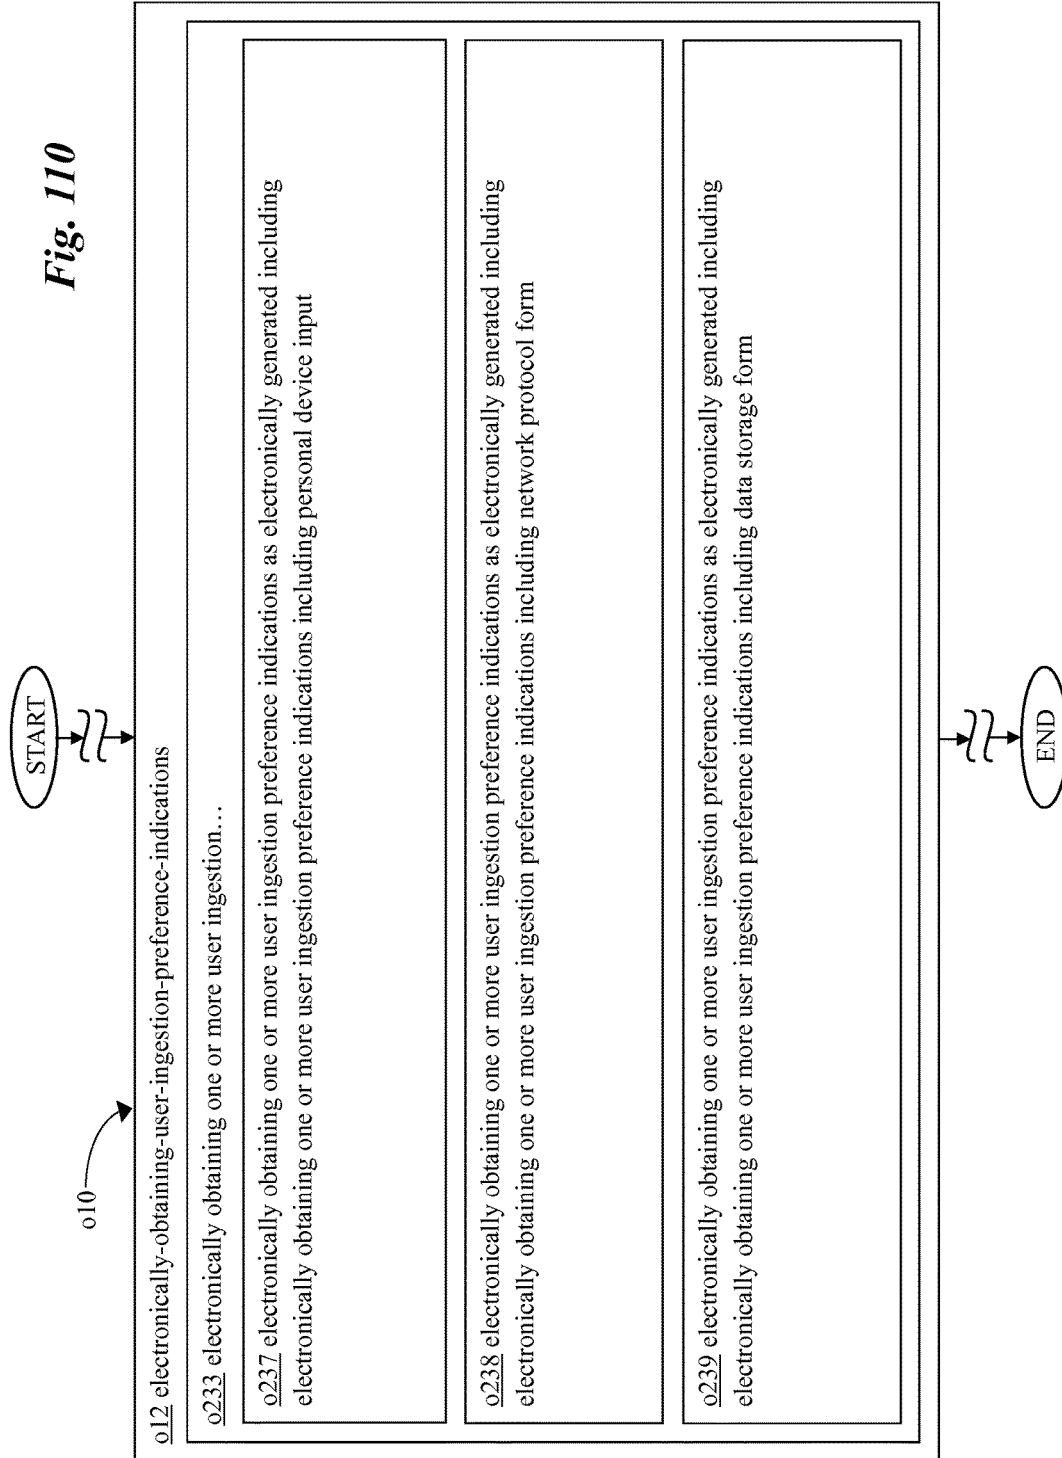 Fig. 110
START
o10
o12 electronically-obtaining-user-ingestion-preference-indications
o233 electronically obtaining one or more user ingestion…
o237 electronically obtaining one or more user ingestion preference indications as electronically generated including
electronically obtaining one or more user ingestion preference indications including personal device input
o238 electronically obtaining one or more user ingestion preference indications as electronically generated including
electronically obtaining one or more user ingestion preference indications including network protocol form
o239 electronically obtaining one or more user ingestion preference indications as electronically generated including
electronically obtaining one or more user ingestion preference indications including data storage form
END